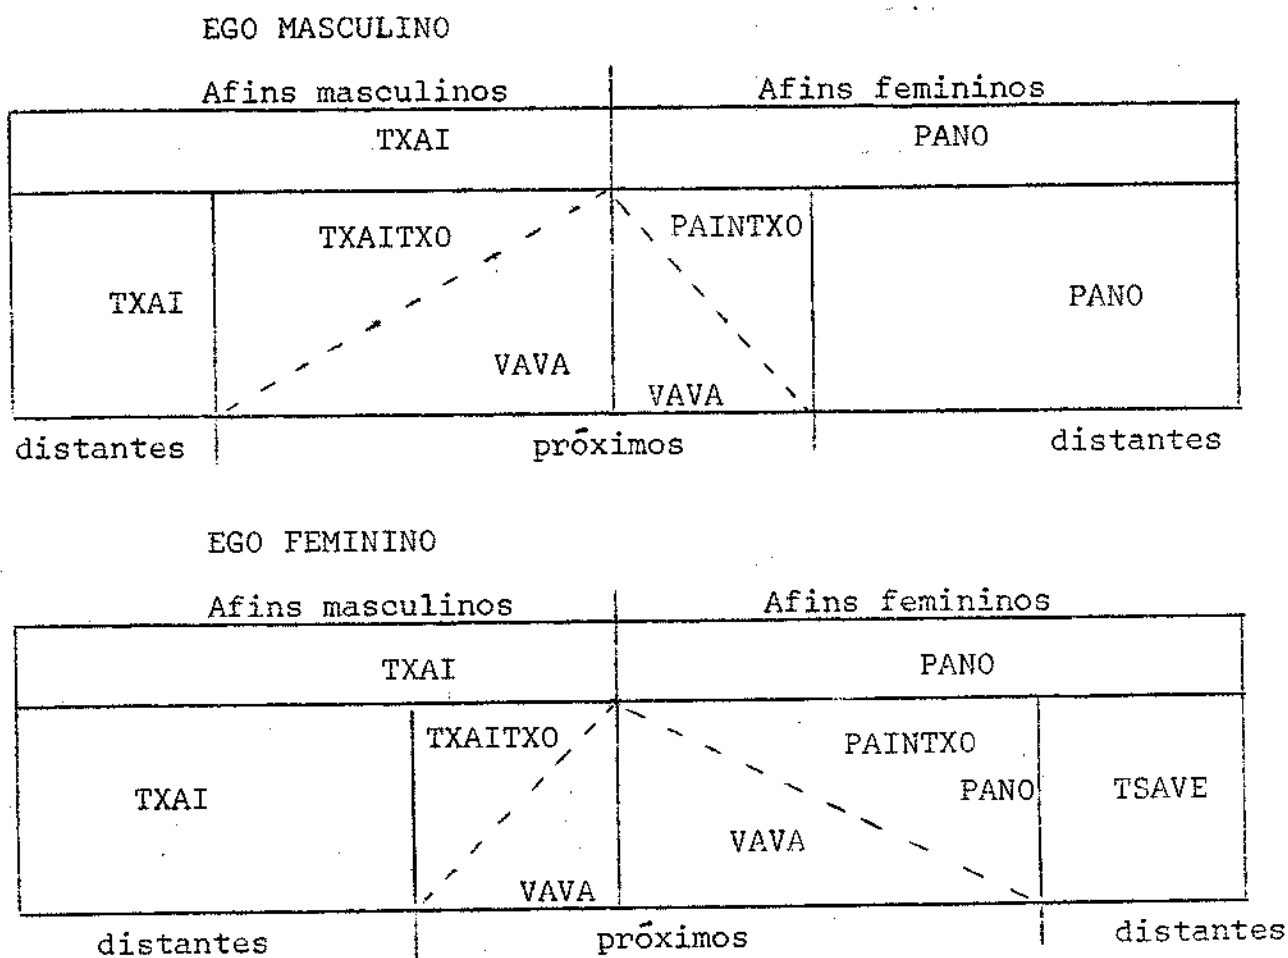 EGO MASCULINO
Afins masculinos Afins femininos
TXAI PANO
TXAITXO PAINTXO
TXAI PANO
VAVA VAVA
distantes próximos distantes
EGO FEMININO
Afins masculinos Afins femininos
TXAI PANO
TXAITXO PAINTXO
TXAI PANO TSAVE
VAVA VAVA
distantes próximos distantes